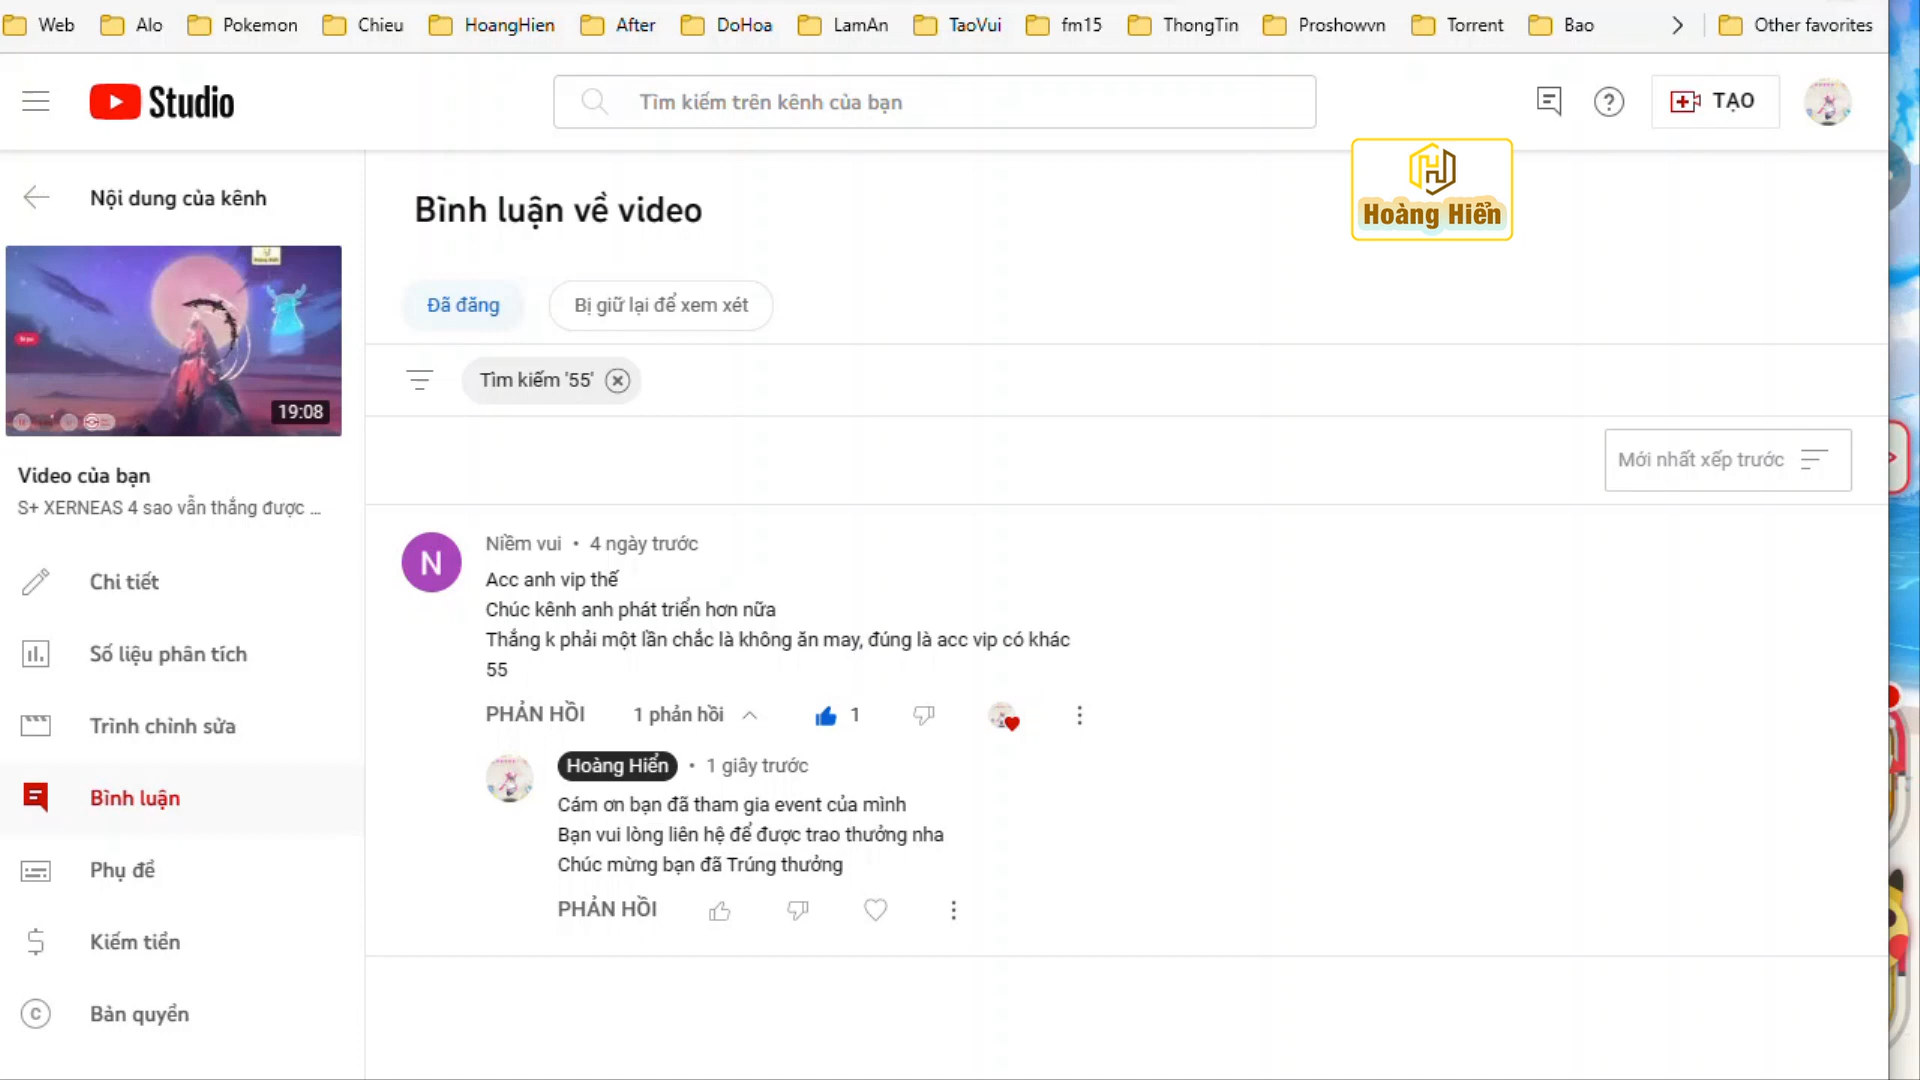 Web Alo Pokemon Chieu HoangHien After DoHoa LamAn TaoVui fm15 ThongTin Proshowvn Torrent Bao Other favorites
Studio
Tìm kiếm trên kênh của bạn
TẠO
Hoàng Hiển
Nội dung của kênh
Bình luận về video
Đã đăng
Bị giữ lại để xem xét
Tìm kiếm '55'
19:08
Mới nhất xếp trước
Video của bạn
S+ XERNEAS 4 sao vẫn thắng được ...
Chi tiết
Số liệu phân tích
Trình chỉnh sửa
Bình luận
Phụ đề
Kiếm tiền
Bản quyền
N
Niềm vui • 4 ngày trước
Acc anh vip thế
Chúc kênh anh phát triển hơn nữa
Thắng k phải một lần chắc là không ăn may, đúng là acc vip có khác
55
PHẢN HỒI 1 phản hồi 1
Hoàng Hiển • 1 giây trước
Cám ơn bạn đã tham gia event của mình
Bạn vui lòng liên hệ để được trao thưởng nha
Chúc mừng bạn đã Trúng thưởng
PHẢN HỒI